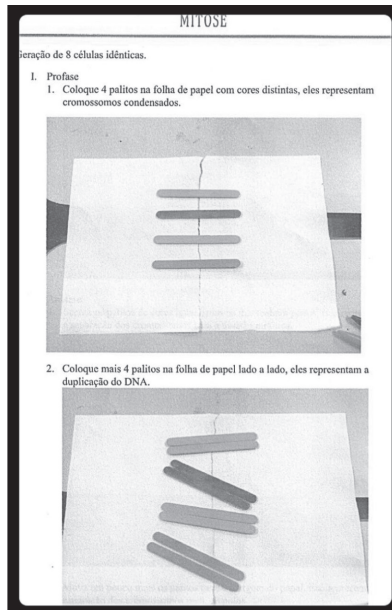 MITOSE
Geração de 8 células idênticas.
I. Profase
1. Coloque 4 palitos na folha de papel com cores distintas, eles representam
cromossomos condensados.
2. Coloque mais 4 palitos na folha de papel lado a lado, eles representam a
duplicação do DNA.